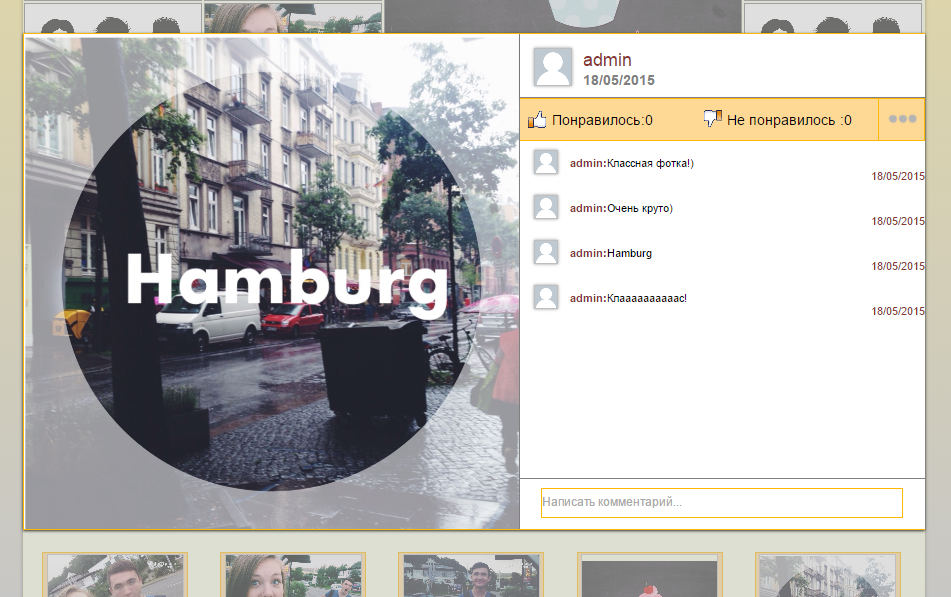 Hamburg
admin
18/05/2015
Понравилось:0
Не понравилось :0
admin:Классная фотка!)
18/05/2015
admin:Очень круто)
18/05/2015
admin:Hamburg
18/05/2015
admin:Клаааааааааас!
18/05/2015
Написать комментарий...